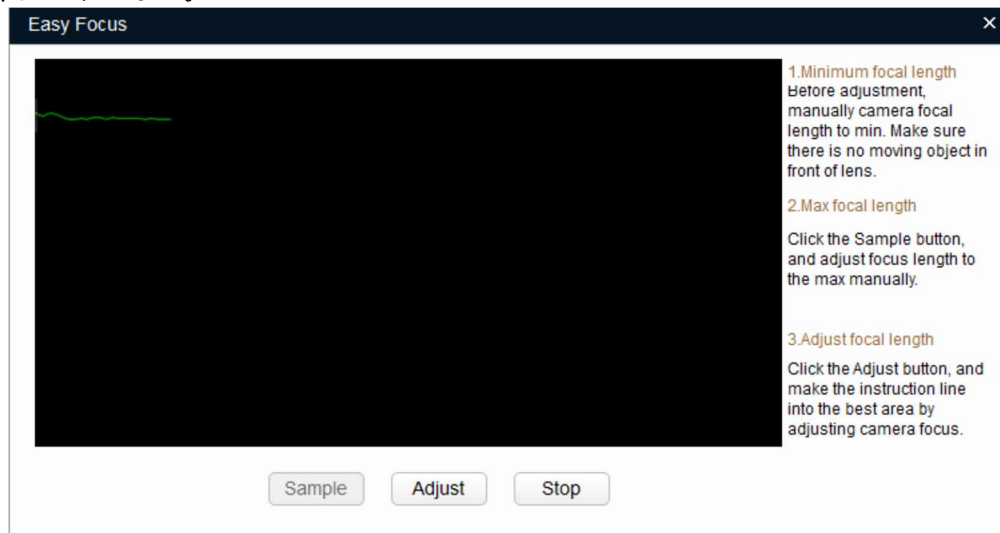 Easy Focus
1.Minimum focal length
Before adjustment,
manually camera focal
length to min. Make sure
there is no moving object in
front of lens.
2.Max focal length
Click the Sample button,
and adjust focus length to
the max manually.
3.Adjust focal length
Click the Adjust button, and
make the instruction line
into the best area by
adjusting camera focus.
Sample
Adjust
Stop